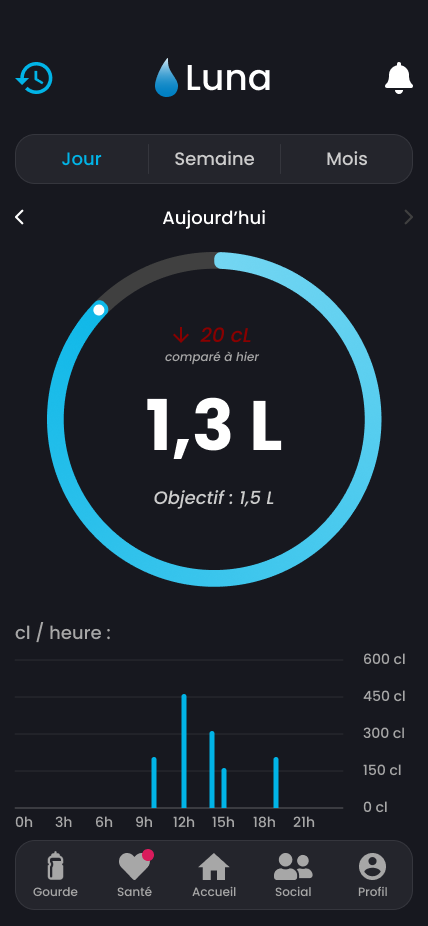 Luna
Jour Semaine Mois
Aujourd’hui
20 cL
comparé à hier
1,3 L
Objectif : 1,5 L
cl / heure :
600 cl
450 cl
300 cl
150 cl
0 cl
0h 3h 6h 9h 12h 15h 18h 21h
Gourde Santé Accueil Social Profil